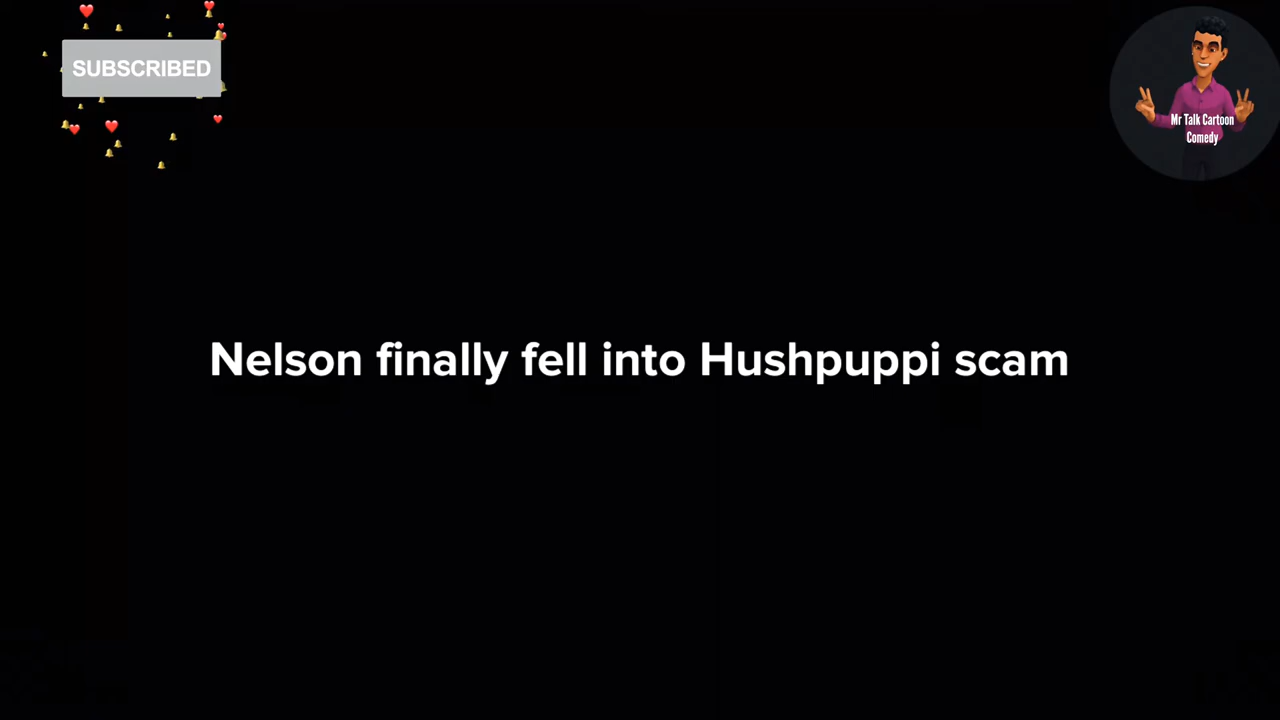 SUBSCRIBED
Mr Talk Cartoon
Comedy
Nelson finally fell into Hushpuppi scam